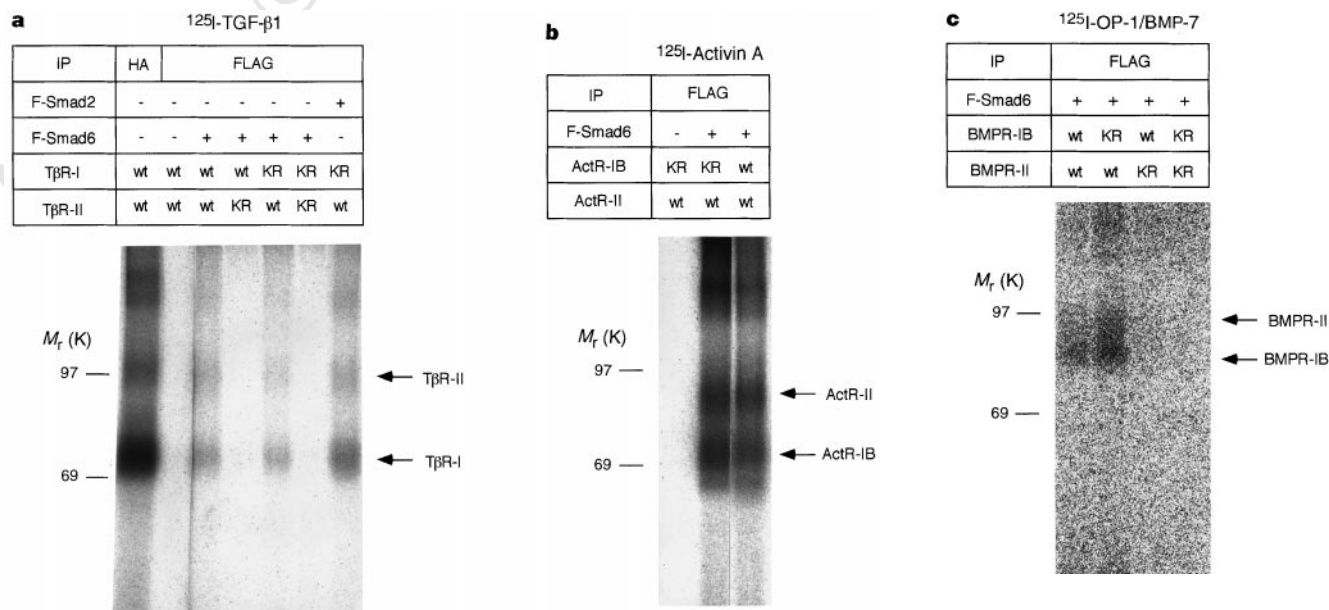 a
¹²⁵I-TGF-β1
IP HA FLAG
F-Smad2 - - - - - - +
F-Smad6 - - + + + + -
TβR-I wt wt wt wt KR KR KR
TβR-II wt wt wt KR wt KR wt
Mr (K)
97
69
TβR-II
TβR-I
b
¹²⁵I-Activin A
IP FLAG
F-Smad6 - + +
ActR-IB KR KR wt
ActR-II wt wt wt
Mr (K)
97
69
ActR-II
ActR-IB
c
¹²⁵I-OP-1/BMP-7
IP FLAG
F-Smad6 + + + +
BMPR-IB wt KR wt KR
BMPR-II wt wt KR KR
Mr (K)
97
69
BMPR-II
BMPR-IB